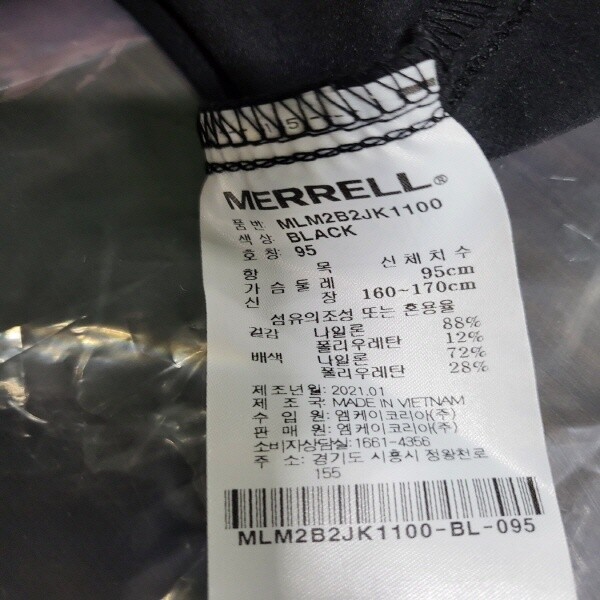 MERRELL®
품번: MLM2B2JK1100
색상: BLACK
호칭: 95
항 목 신체치수
가슴둘레 95cm
신 장 160~170cm
섬유의조성 또는 혼용율
겉감 나일론 88%
폴리우레탄 12%
배색 나일론 72%
폴리우레탄 28%
제조년월: 2021.01
제 조 국: MADE IN VIETNAM
수 입 원: 엠케이코리아(주)
판 매 원: 엠케이코리아(주)
소비자상담실: 1661-4356
주 소: 경기도 시흥시 정왕천로
155
MLM2B2JK1100-BL-095